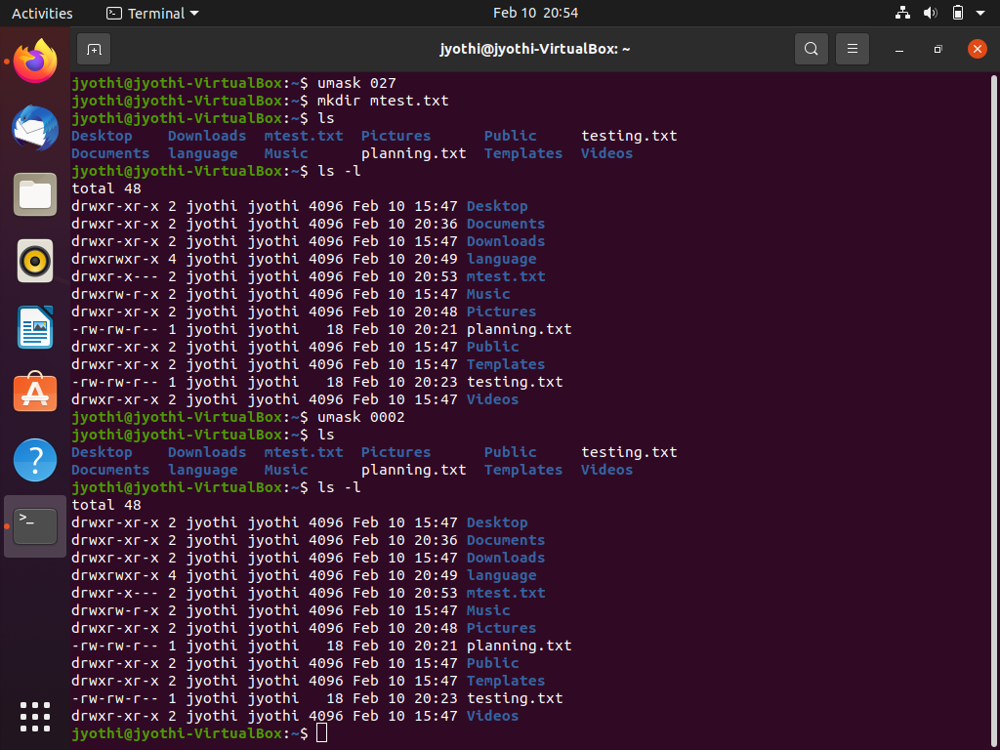 Activities Terminal Feb 10 20:54
jyothi@jyothi-VirtualBox: ~
jyothi@jyothi-VirtualBox:~$ umask 027
jyothi@jyothi-VirtualBox:~$ mkdir mtest.txt
jyothi@jyothi-VirtualBox:~$ ls
Desktop    Downloads  mtest.txt  Pictures      Public     testing.txt
Documents  language   Music      planning.txt  Templates  Videos
jyothi@jyothi-VirtualBox:~$ ls -l
total 48
drwxr-xr-x 2 jyothi jyothi 4096 Feb 10 15:47 Desktop
drwxr-xr-x 2 jyothi jyothi 4096 Feb 10 20:36 Documents
drwxr-xr-x 2 jyothi jyothi 4096 Feb 10 15:47 Downloads
drwxrwxr-x 4 jyothi jyothi 4096 Feb 10 20:49 language
drwxr-x--- 2 jyothi jyothi 4096 Feb 10 20:53 mtest.txt
drwxrw-r-x 2 jyothi jyothi 4096 Feb 10 15:47 Music
drwxr-xr-x 2 jyothi jyothi 4096 Feb 10 20:48 Pictures
-rw-rw-r-- 1 jyothi jyothi   18 Feb 10 20:21 planning.txt
drwxr-xr-x 2 jyothi jyothi 4096 Feb 10 15:47 Public
drwxr-xr-x 2 jyothi jyothi 4096 Feb 10 15:47 Templates
-rw-rw-r-- 1 jyothi jyothi   18 Feb 10 20:23 testing.txt
drwxr-xr-x 2 jyothi jyothi 4096 Feb 10 15:47 Videos
jyothi@jyothi-VirtualBox:~$ umask 0002
jyothi@jyothi-VirtualBox:~$ ls
Desktop    Downloads  mtest.txt  Pictures      Public     testing.txt
Documents  language   Music      planning.txt  Templates  Videos
jyothi@jyothi-VirtualBox:~$ ls -l
total 48
drwxr-xr-x 2 jyothi jyothi 4096 Feb 10 15:47 Desktop
drwxr-xr-x 2 jyothi jyothi 4096 Feb 10 20:36 Documents
drwxr-xr-x 2 jyothi jyothi 4096 Feb 10 15:47 Downloads
drwxrwxr-x 4 jyothi jyothi 4096 Feb 10 20:49 language
drwxr-x--- 2 jyothi jyothi 4096 Feb 10 20:53 mtest.txt
drwxrw-r-x 2 jyothi jyothi 4096 Feb 10 15:47 Music
drwxr-xr-x 2 jyothi jyothi 4096 Feb 10 20:48 Pictures
-rw-rw-r-- 1 jyothi jyothi   18 Feb 10 20:21 planning.txt
drwxr-xr-x 2 jyothi jyothi 4096 Feb 10 15:47 Public
drwxr-xr-x 2 jyothi jyothi 4096 Feb 10 15:47 Templates
-rw-rw-r-- 1 jyothi jyothi   18 Feb 10 20:23 testing.txt
drwxr-xr-x 2 jyothi jyothi 4096 Feb 10 15:47 Videos
jyothi@jyothi-VirtualBox:~$